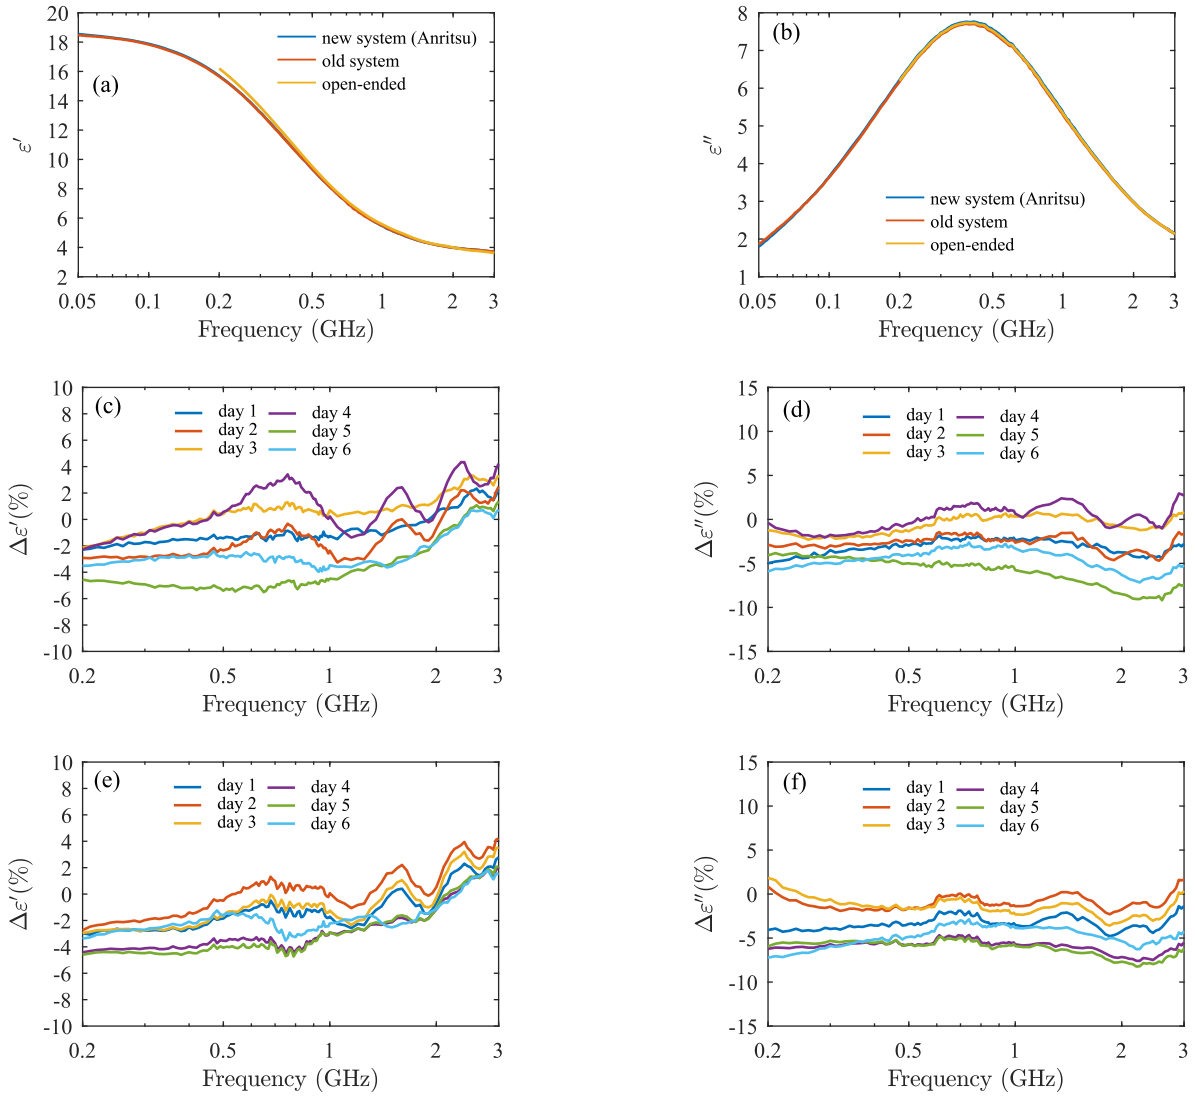 20
18
16
14
12
10
8
6
4
2
ε′
(a)
new system (Anritsu)
old system
open-ended
0.05 0.1 0.2 0.5 1 2 3
Frequency (GHz)
8
7
6
5
4
3
2
1
ε″
(b)
new system (Anritsu)
old system
open-ended
0.05 0.1 0.2 0.5 1 2 3
Frequency (GHz)
10
8
6
4
2
0
-2
-4
-6
-8
-10
Δε′(%)
(c)
day 1 day 4
day 2 day 5
day 3 day 6
0.2 0.5 1 2 3
Frequency (GHz)
15
10
5
0
-5
-10
-15
Δε″(%)
(d)
day 1 day 4
day 2 day 5
day 3 day 6
0.2 0.5 1 2 3
Frequency (GHz)
10
8
6
4
2
0
-2
-4
-6
-8
-10
Δε′(%)
(e)
day 1 day 4
day 2 day 5
day 3 day 6
0.2 0.5 1 2 3
Frequency (GHz)
15
10
5
0
-5
-10
-15
Δε″(%)
(f)
day 1 day 4
day 2 day 5
day 3 day 6
0.2 0.5 1 2 3
Frequency (GHz)